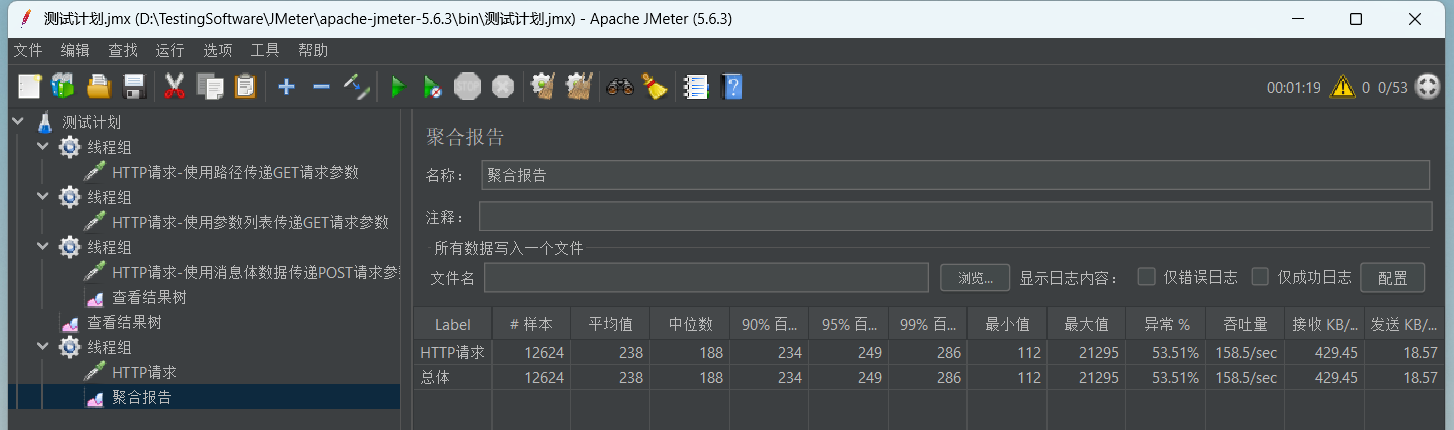 测试计划.jmx (D:\TestingSoftware\JMeter\apache-jmeter-5.6.3\bin\测试计划.jmx) - Apache JMeter (5.6.3)
文件 编辑 查找 运行 选项 工具 帮助
STOP 00:01:19 0 0/53
测试计划
线程组
HTTP请求-使用路径传递GET请求参数
线程组
HTTP请求-使用参数列表传递GET请求参数
线程组
HTTP请求-使用消息体数据传递POST请求参
查看结果树
查看结果树
线程组
HTTP请求
聚合报告
聚合报告
名称： 聚合报告
注释：
所有数据写入一个文件
文件名 浏览... 显示日志内容： 仅错误日志 仅成功日志 配置
Label # 样本 平均值 中位数 90% 百... 95% 百... 99% 百... 最小值 最大值 异常 % 吞吐量 接收 KB/... 发送 KB/...
HTTP请求 12624 238 188 234 249 286 112 21295 53.51% 158.5/sec 429.45 18.57
总体 12624 238 188 234 249 286 112 21295 53.51% 158.5/sec 429.45 18.57